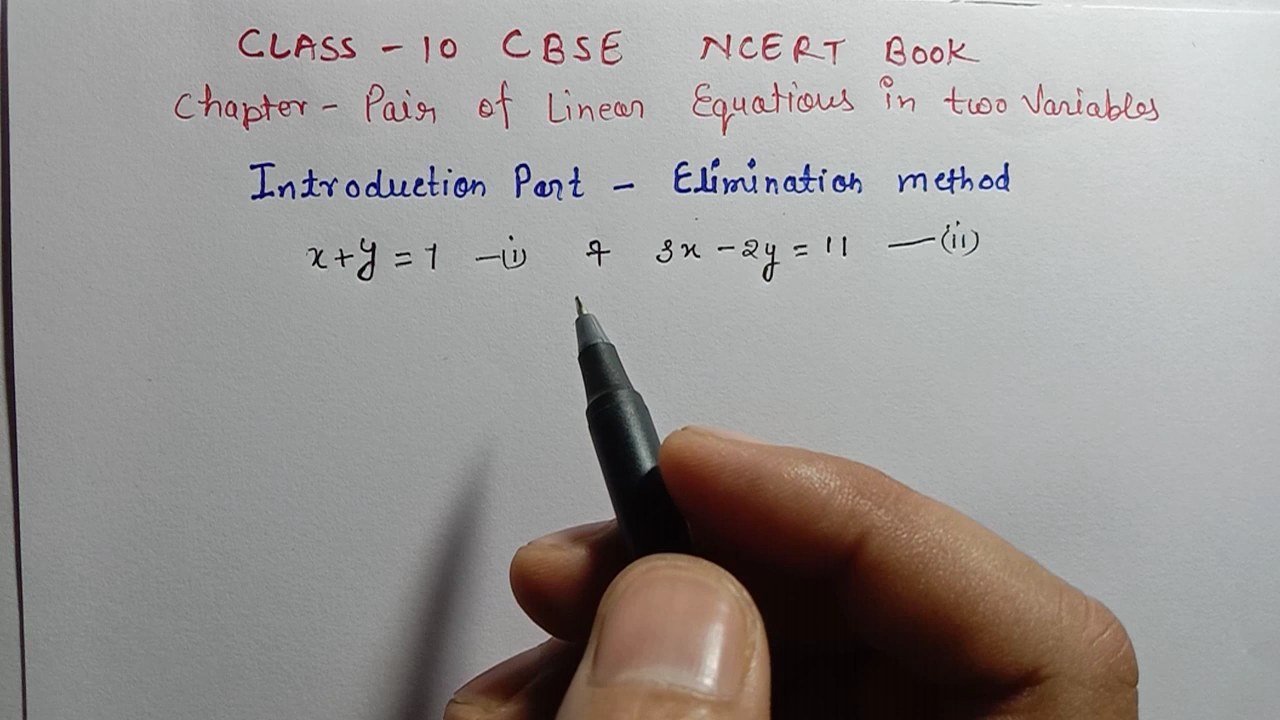 CLASS - 10 CBSE NCERT BOOK
Chapter - Pair of Linear Equations in two Variables
Introduction Part - Elimination method
x+y = 1 -(i) & 3x - 2y = 11 -(ii)